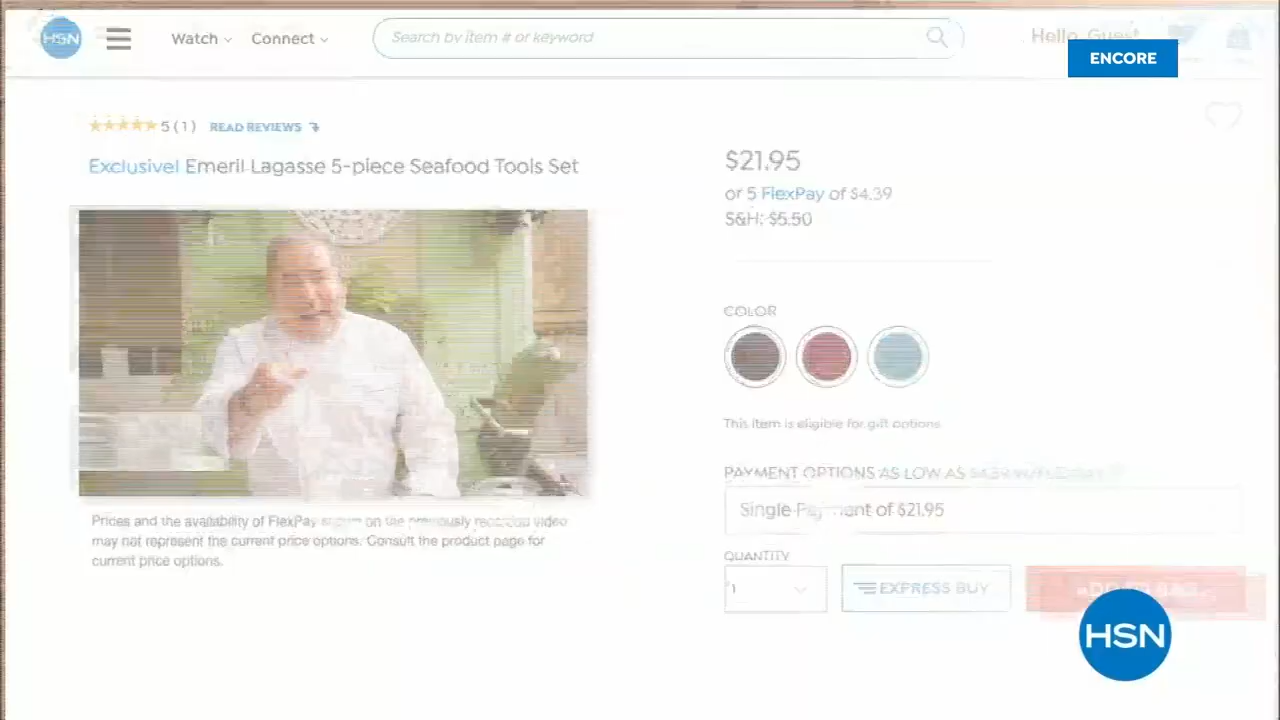 HSN
Watch
Connect
Search by item # or keyword
Hello, Guest
ENCORE
5 (1) READ REVIEWS
Exclusive! Emeril Lagasse 5-piece Seafood Tools Set
$21.95
or 5 FlexPay of $4.39
S&H: $5.50
COLOR
This item is eligible for gift options
PAYMENT OPTIONS AS LOW AS
Single Payment of $21.95
QUANTITY
1
EXPRESS BUY
Prices and the availability of FlexPay on the previously recorded video
may not represent the current price options. Consult the product page for
current price options.
HSN